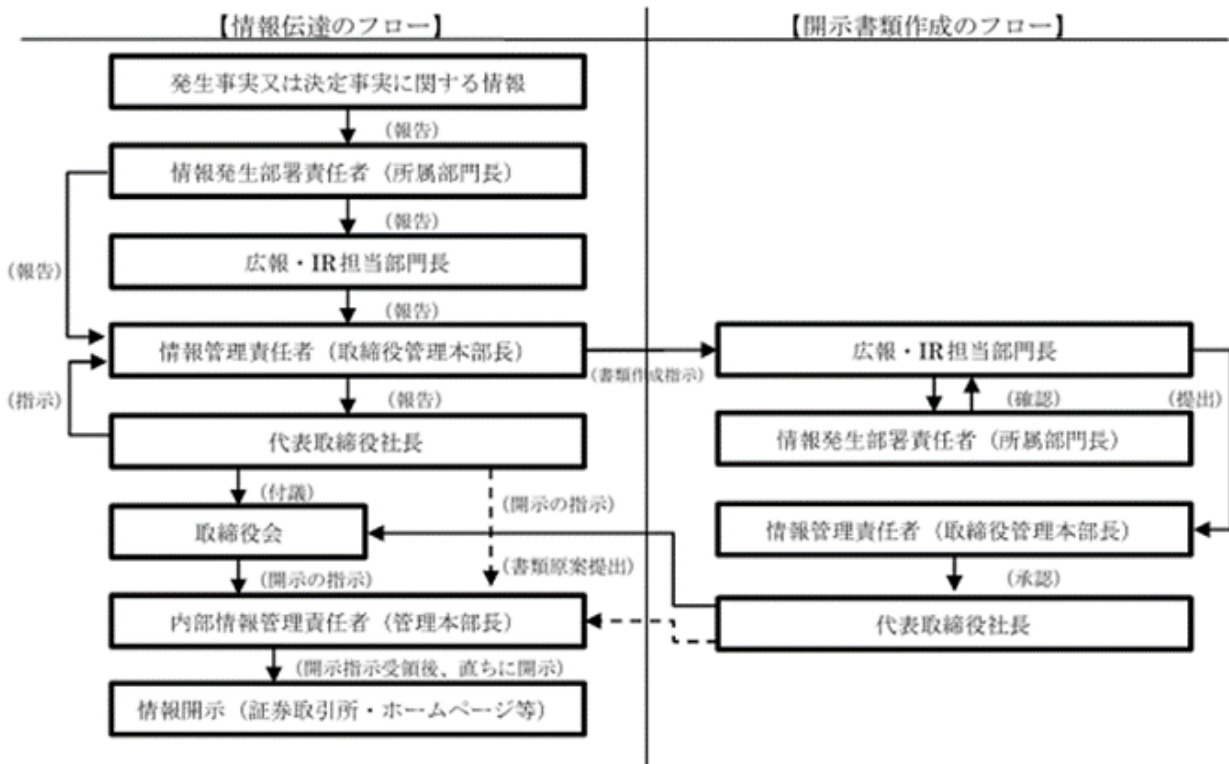 【情報伝達のフロー】
【開示書類作成のフロー】
発生事実又は決定事実に関する情報
(報告)
情報発生部署責任者（所属部門長）
(報告)
広報・IR担当部門長
(報告)
(報告)
情報管理責任者（取締役管理本部長）
(報告)
(指示)
代表取締役社長
(付議)
(開示の指示)
取締役会
(開示の指示)
(書類原案提出)
内部情報管理責任者（管理本部長）
(開示指示受領後、直ちに開示)
情報開示（証券取引所・ホームページ等）
(書類作成指示)
広報・IR担当部門長
(確認)
(提出)
情報発生部署責任者（所属部門長）
情報管理責任者（取締役管理本部長）
(承認)
代表取締役社長